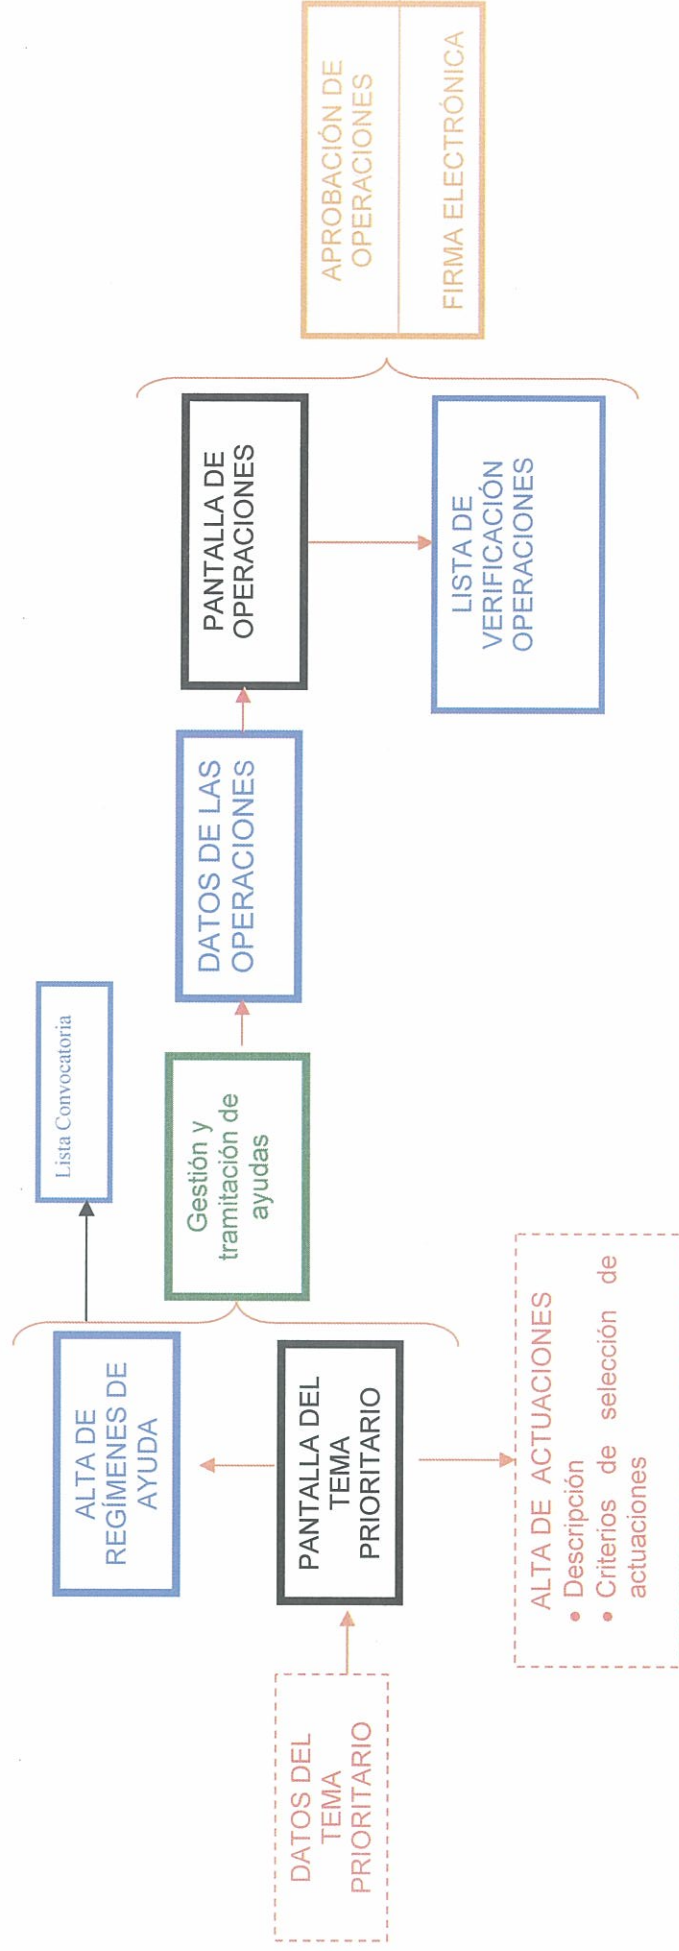 DATOS DEL
TEMA
PRIORITARIO
ALTA DE
REGÍMENES DE
AYUDA
PANTALLA DEL
TEMA
PRIORITARIO
ALTA DE ACTUACIONES
• Descripción
• Criterios de selección de
actuaciones
Lista Convocatoria
Gestión y
tramitación de
ayudas
DATOS DE LAS
OPERACIONES
PANTALLA DE
OPERACIONES
LISTA DE
VERIFICACIÓN
OPERACIONES
APROBACIÓN DE
OPERACIONES
FIRMA ELECTRÓNICA